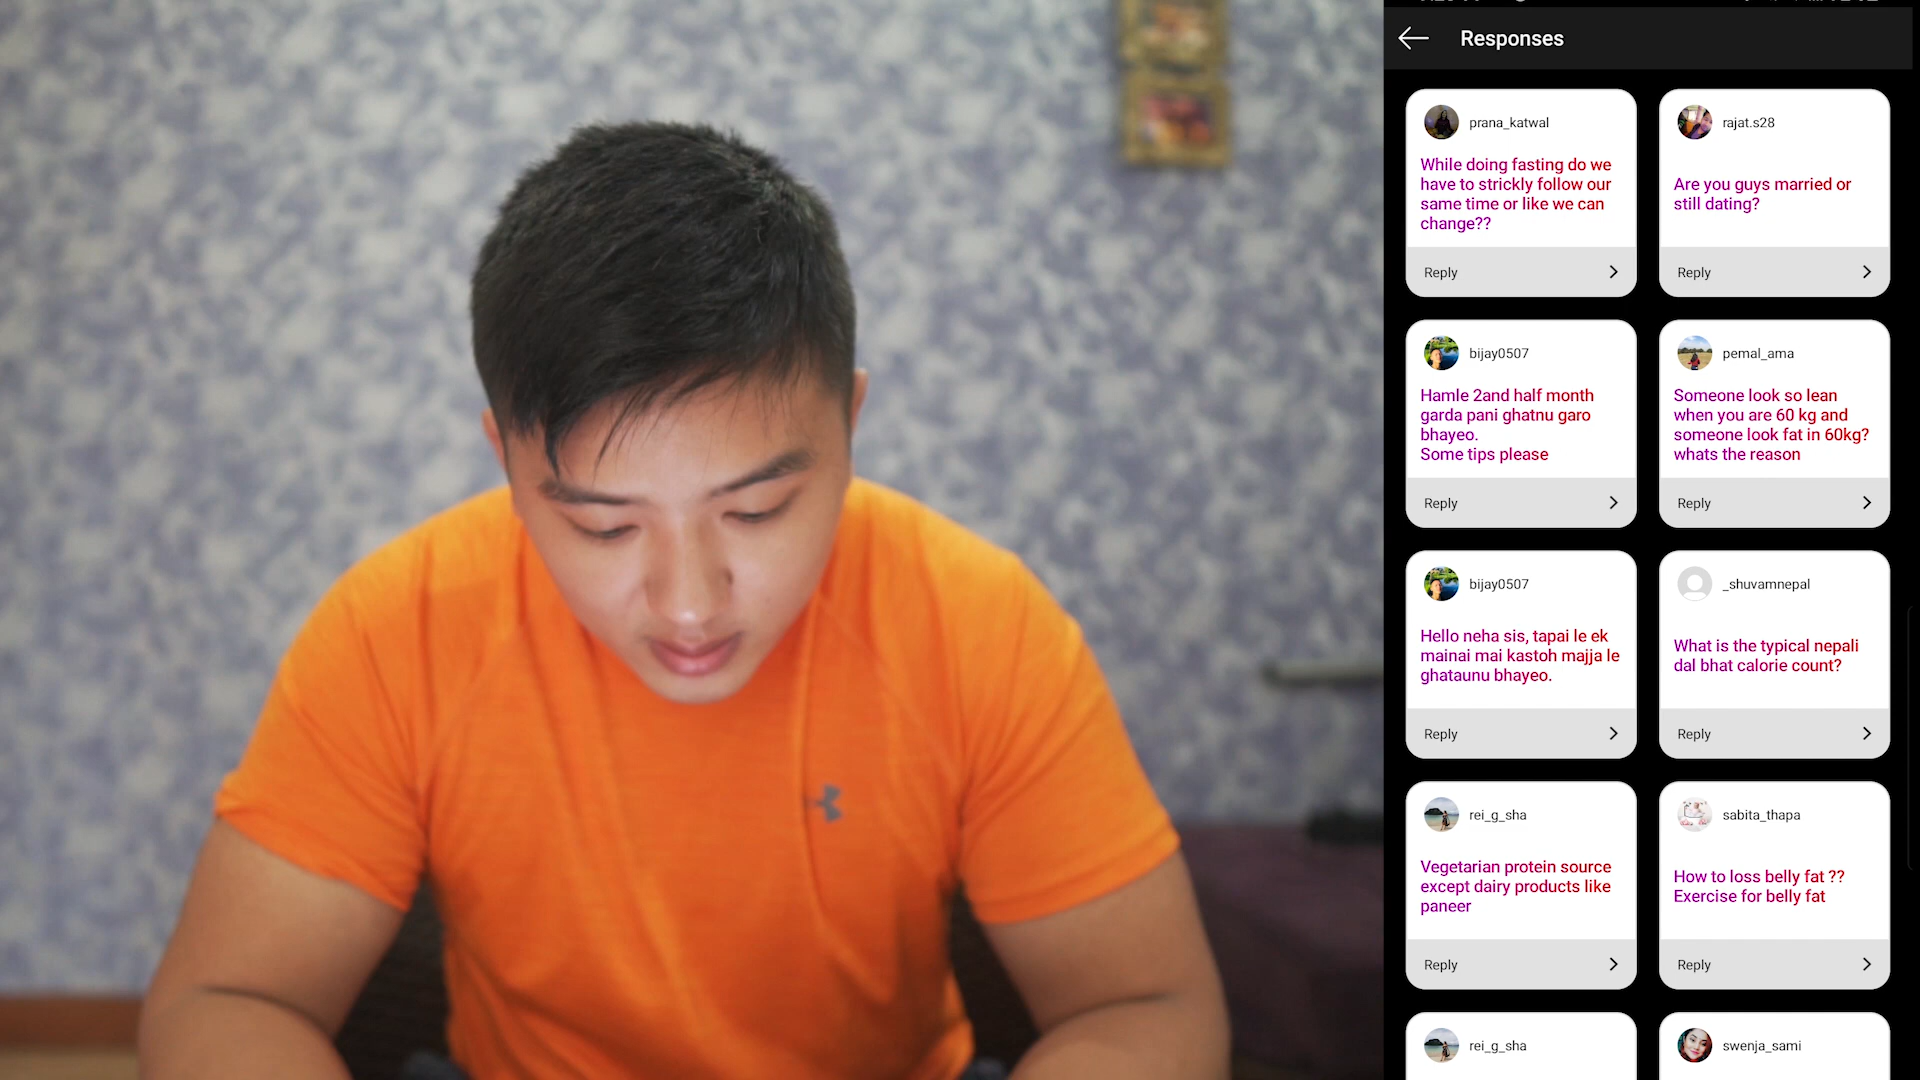 Responses
prana_katwal
While doing fasting do we
have to strickly follow our
same time or like we can
change??
Reply
rajat.s28
Are you guys married or
still dating?
Reply
bijay0507
Hamle 2and half month
garda pani ghatnu garo
bhayeo.
Some tips please
Reply
pemal_ama
Someone look so lean
when you are 60 kg and
someone look fat in 60kg?
whats the reason
Reply
bijay0507
Hello neha sis, tapai le ek
mainai mai kastoh majja le
ghataunu bhayeo.
Reply
_shuvamnepal
What is the typical nepali
dal bhat calorie count?
Reply
rei_g_sha
Vegetarian protein source
except dairy products like
paneer
Reply
sabita_thapa
How to loss belly fat ??
Exercise for belly fat
Reply
rei_g_sha
swenja_sami